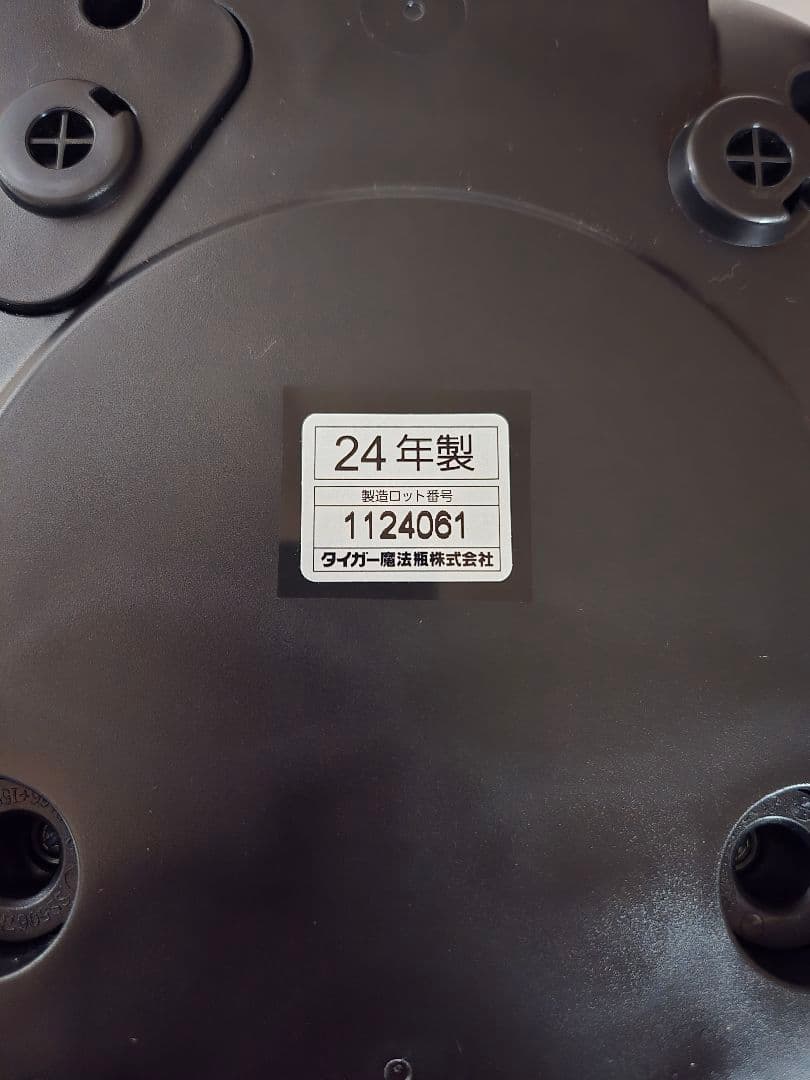 24年製
製造ロット番号
1124061
タイガー魔法瓶株式会社